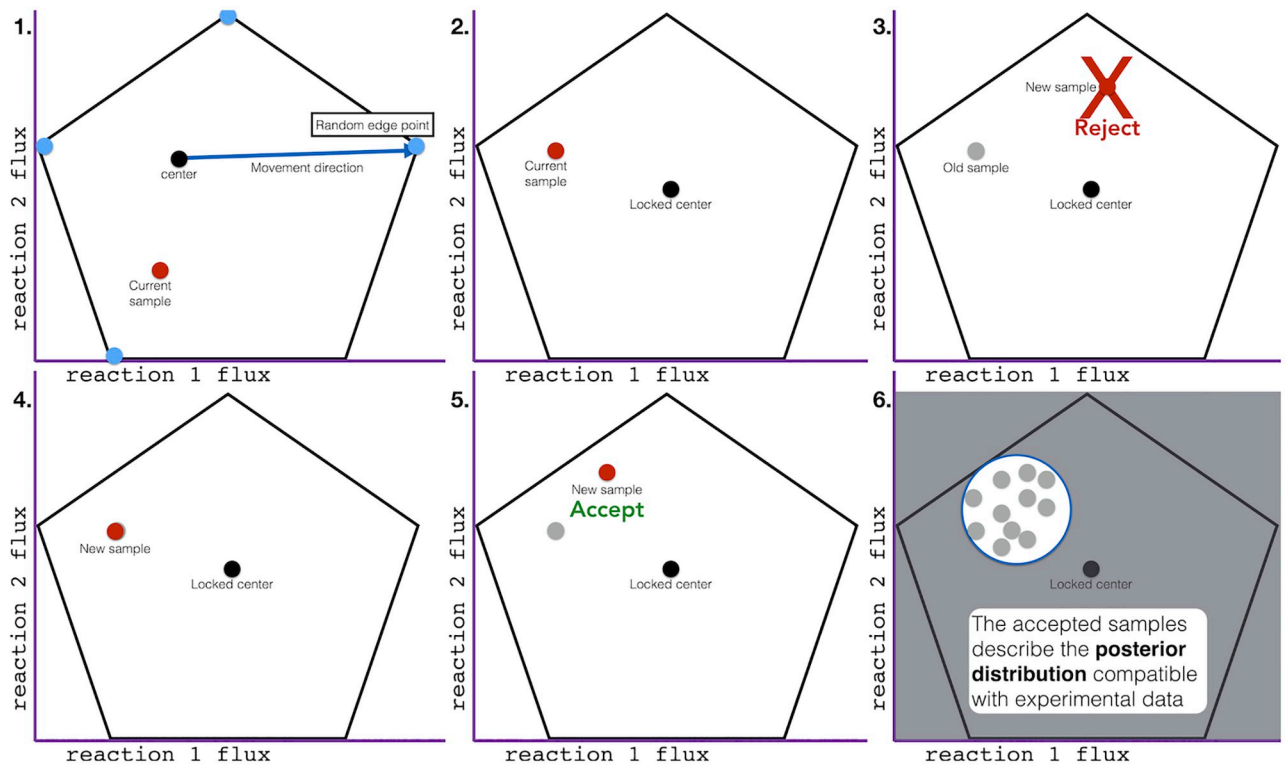 1.
Random edge point
center
Movement direction
Current
sample
reaction 2 flux
reaction 1 flux
2.
Current
sample
Locked center
reaction 2 flux
reaction 1 flux
3.
New sample
X
Reject
Old sample
Locked center
reaction 2 flux
reaction 1 flux
4.
New sample
Locked center
reaction 2 flux
reaction 1 flux
5.
New sample
Accept
Locked center
reaction 2 flux
reaction 1 flux
6.
Locked center
The accepted samples
describe the posterior
distribution compatible
with experimental data
reaction 2 flux
reaction 1 flux